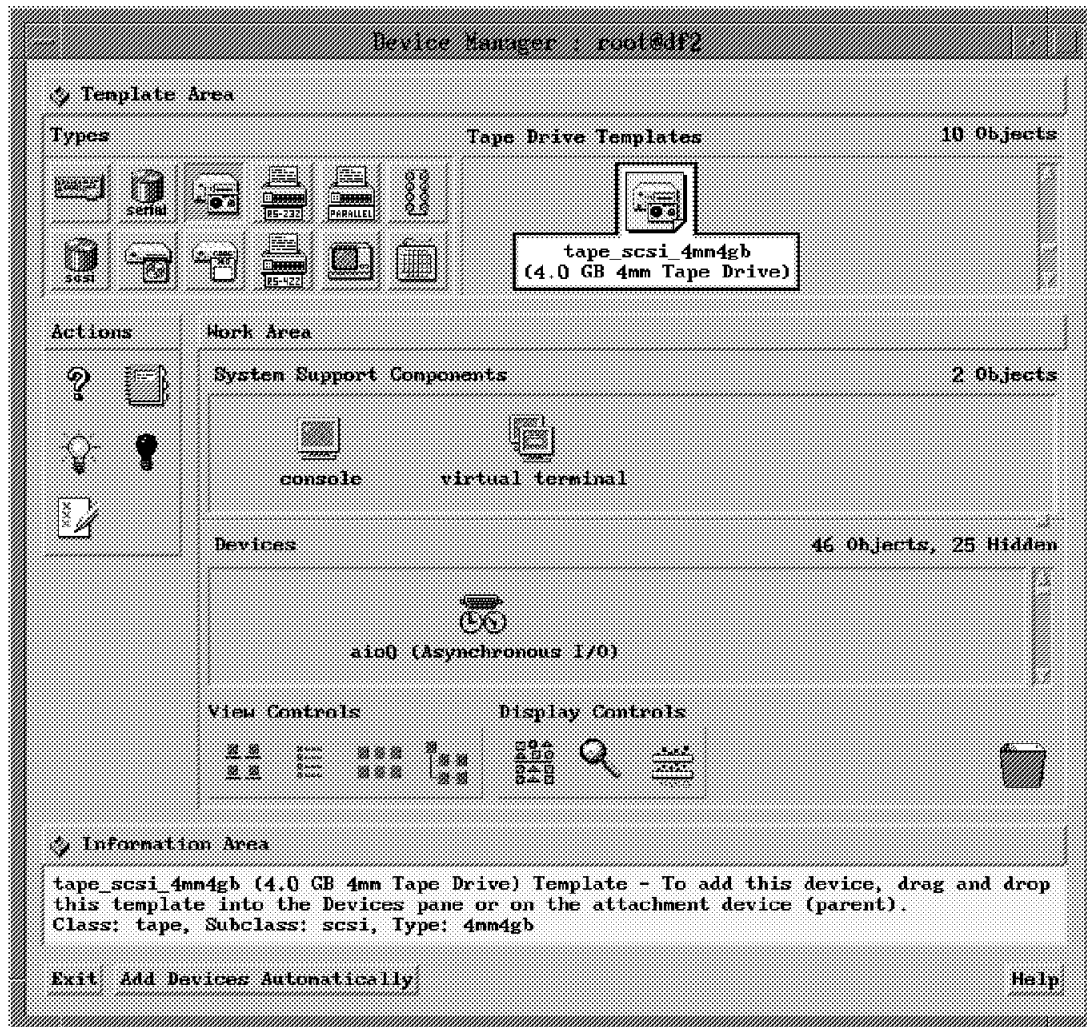 Device Manager : root@df2
Template Area
Types
Tape Drive Templates
10 Objects
serial
RS-232
PARALLEL
scsi
RS-422
tape_scsi_4mm4gb
(4.0 GB 4mm Tape Drive)
Actions
Work Area
System Support Components
2 Objects
console
virtual terminal
Devices
46 Objects, 25 Hidden
aio0 (Asynchronous I/O)
View Controls
Display Controls
Information Area
tape_scsi_4mm4gb (4.0 GB 4mm Tape Drive) Template - To add this device, drag and drop
this template into the Devices pane or on the attachment device (parent).
Class: tape, Subclass: scsi, Type: 4mm4gb
Exit
Add Devices Automatically
Help